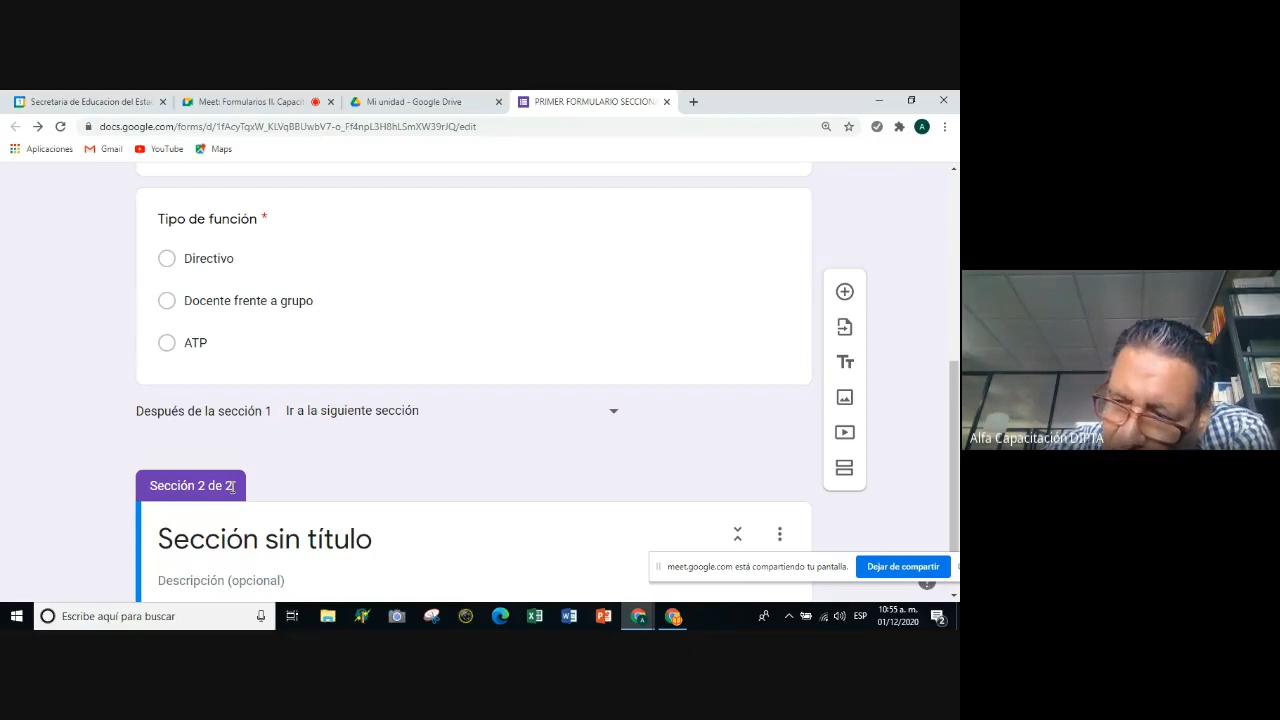 Secretaria de Educacion del Esta
Meet: Formularios II. Capaci
Mi unidad - Google Drive
PRIMER FORMULARIO SECCION
docs.google.com/forms/d/1fAcyTqxW_KLVqBBUwbV7-o_Ff4npL3H8hLSmXW39rJQ/edit
A
Aplicaciones
Gmail
YouTube
Maps
Tipo de función *
Directivo
Docente frente a grupo
ATP
Después de la sección 1 Ir a la siguiente sección
Sección 2 de 2
Sección sin título
Descripción (opcional)
meet.google.com está compartiendo tu pantalla.
Dejar de compartir
Escribe aquí para buscar
ESP
10:55 a. m.
01/12/2020
2
Alfa Capacitación DIPTA